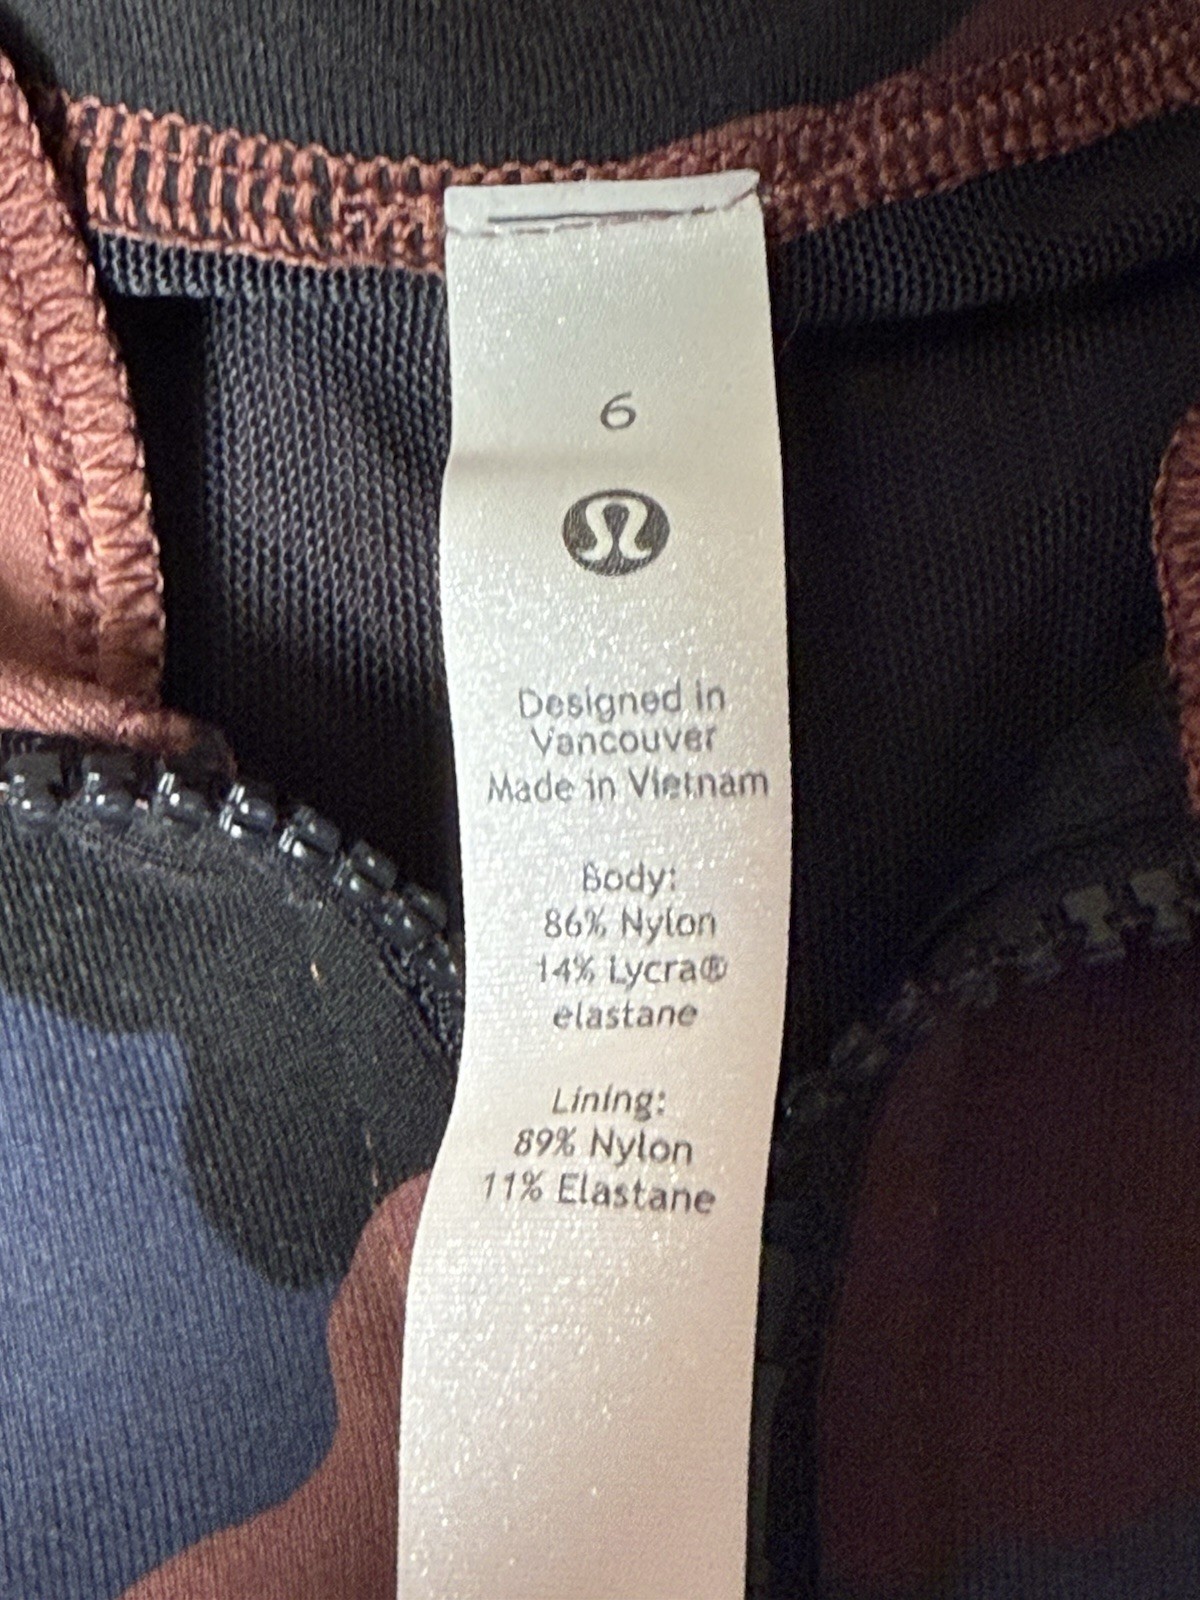 6
Designed in
Vancouver
Made in Vietnam
Body:
86% Nylon
14% Lycra®
elastane
Lining:
89% Nylon
11% Elastane